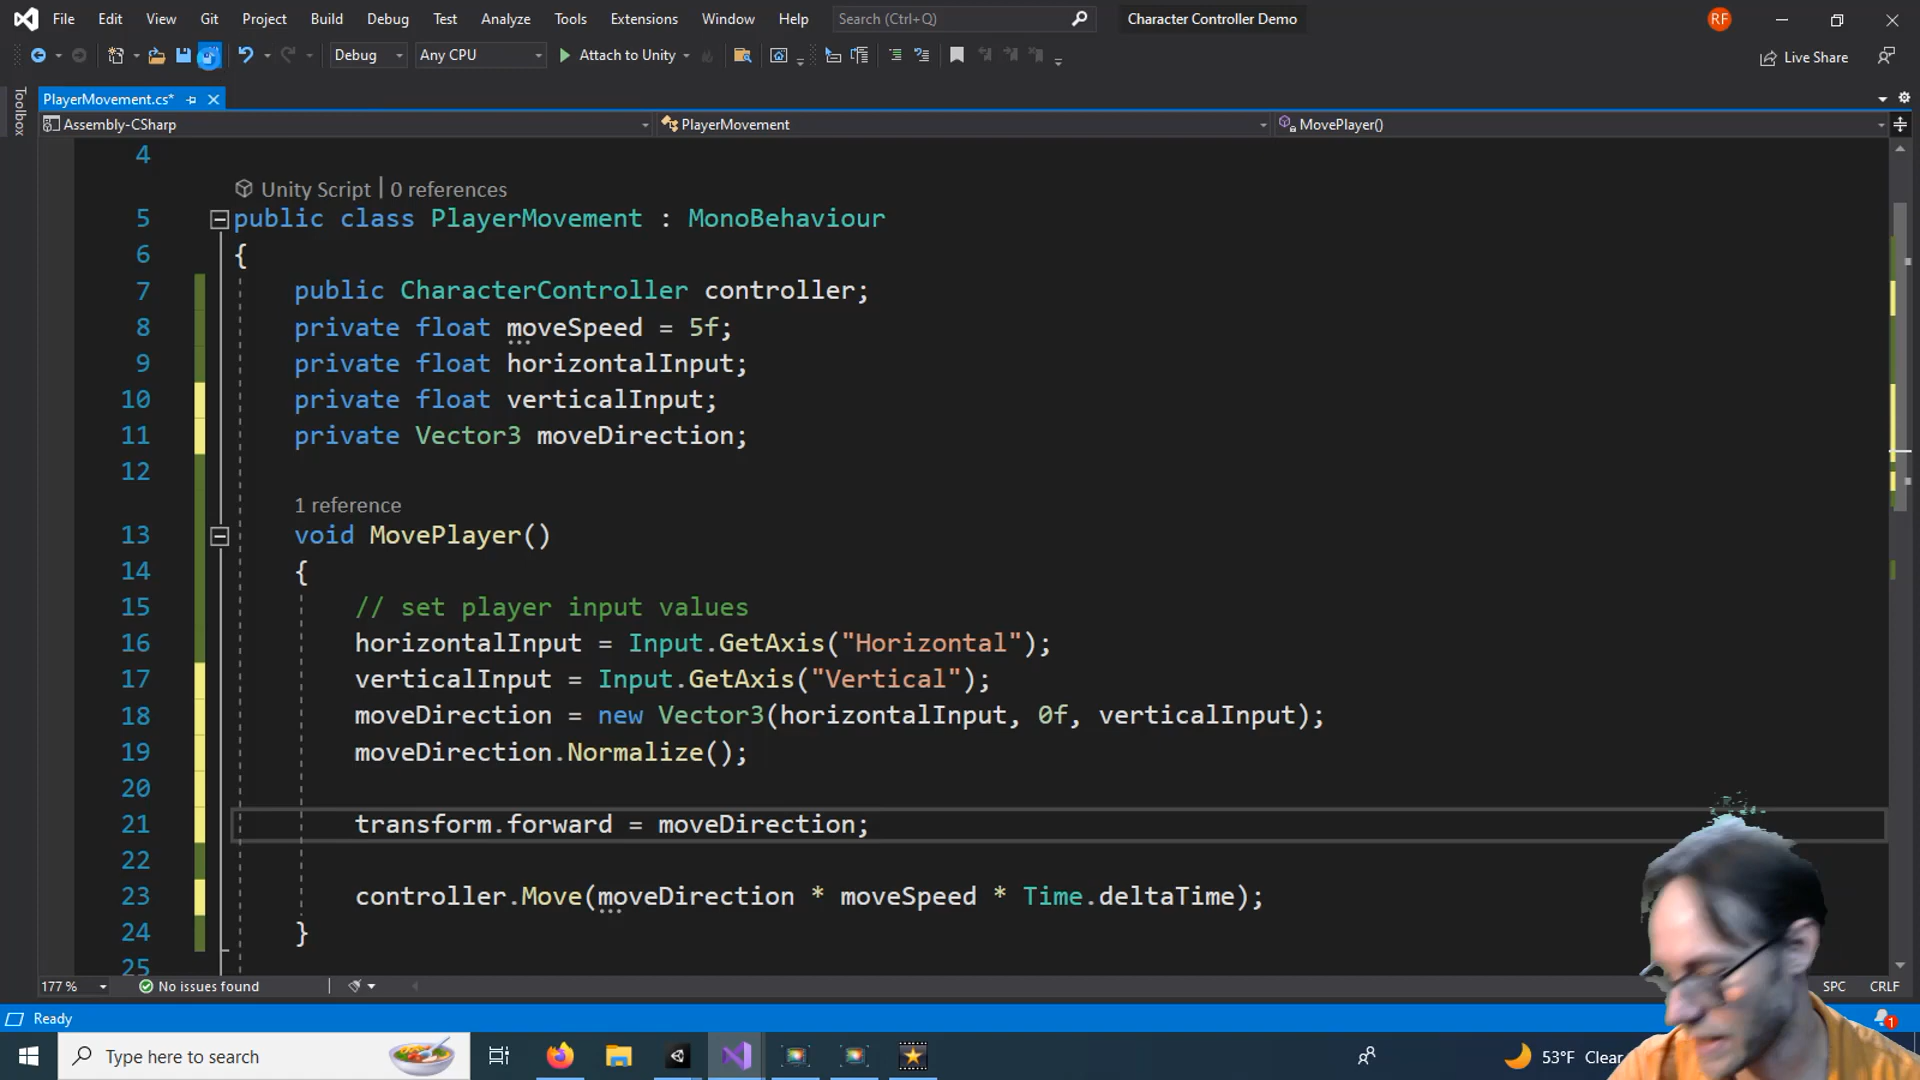 File Edit View Git Project Build Debug Test Analyze Tools Extensions Window Help Search (Ctrl+Q) Character Controller Demo RF
Debug Any CPU Attach to Unity Live Share
Toolbox
PlayerMovement.cs*
Assembly-CSharp PlayerMovement MovePlayer()
4
Unity Script | 0 references
5 public class PlayerMovement : MonoBehaviour
6 {
7 public CharacterController controller;
8 private float moveSpeed = 5f;
9 private float horizontalInput;
10 private float verticalInput;
11 private Vector3 moveDirection;
12
1 reference
13 void MovePlayer()
14 {
15 // set player input values
16 horizontalInput = Input.GetAxis("Horizontal");
17 verticalInput = Input.GetAxis("Vertical");
18 moveDirection = new Vector3(horizontalInput, 0f, verticalInput);
19 moveDirection.Normalize();
20
21 transform.forward = moveDirection;
22
23 controller.Move(moveDirection * moveSpeed * Time.deltaTime);
24 }
25
177 % No issues found SPC CRLF
Ready 1
Type here to search 53°F Clear